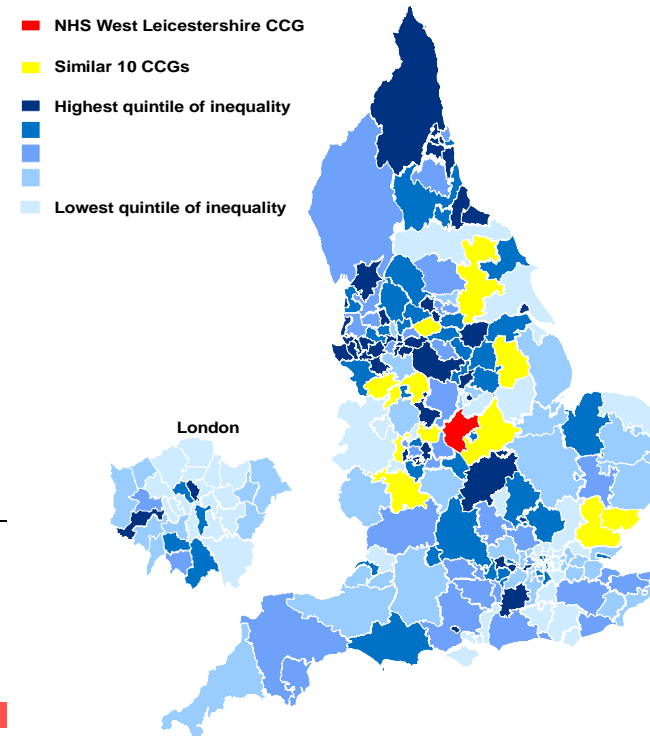 NHS West Leicestershire CCG
Similar 10 CCGs
Highest quintile of inequality
Lowest quintile of inequality
London